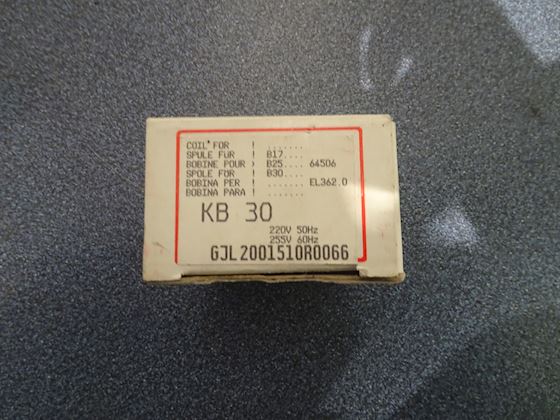 COIL FOR ! .......
SPULE FUR ! B17....
BOBINE POUR > B25.... 64506
SPOLE FOR ! B30....
BOBINA PER ! ....... EL362.0
BOBINA PARA ! ......
KB 30
220V 50Hz
255V 60Hz
GJL2001510R0066